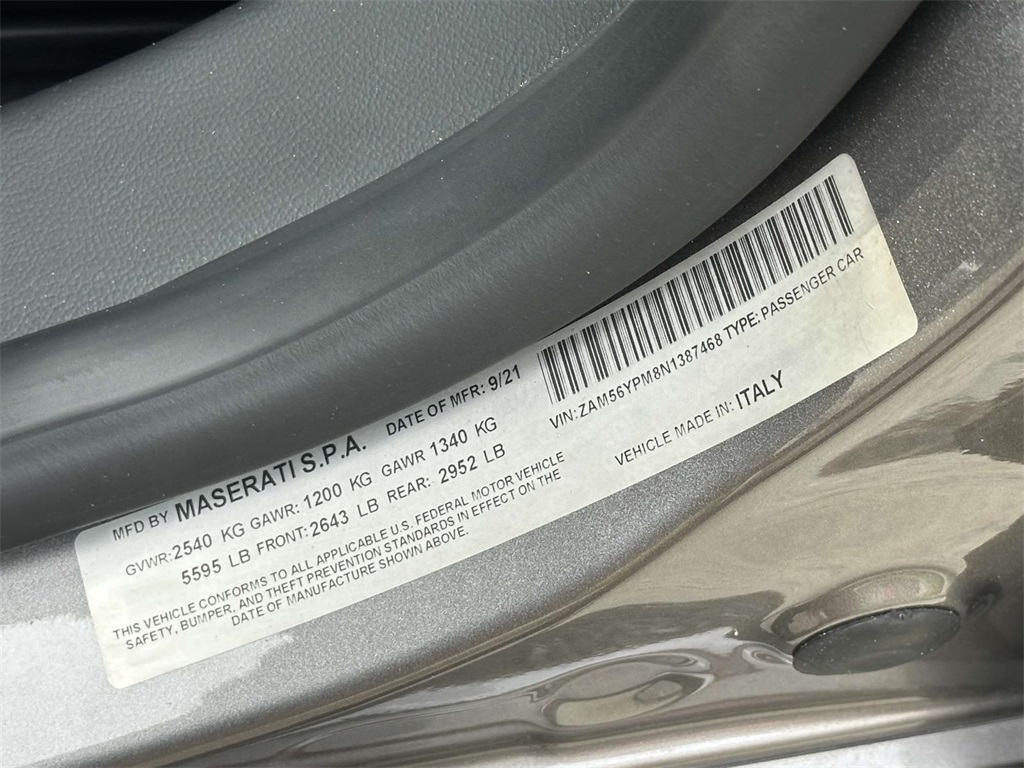 MFD BY MASERATI S.P.A. DATE OF MFR: 9/21
GVWR: 2540 KG GAWR: 1200 KG GAWR 1340 KG
5595 LB FRONT: 2643 LB REAR: 2952 LB
THIS VEHICLE CONFORMS TO ALL APPLICABLE U.S. FEDERAL MOTOR VEHICLE
SAFETY, BUMPER, AND THEFT PREVENTION STANDARDS IN EFFECT ON THE
DATE OF MANUFACTURE SHOWN ABOVE.
VIN: ZAM56YPM8N1387468 TYPE: PASSENGER CAR
VEHICLE MADE IN: ITALY